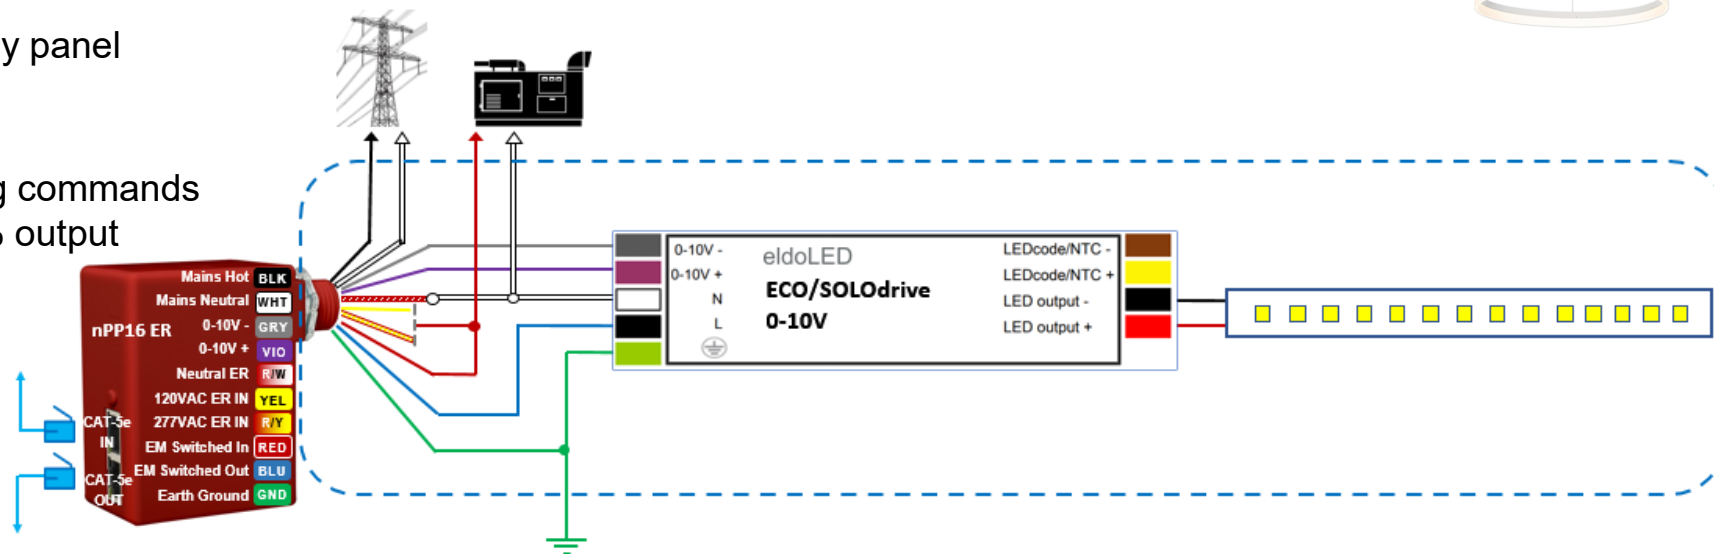 y panel
g commands
% output
Mains Hot BLK
Mains Neutral WHT
nPP16 ER
0-10V - GRY
0-10V + VIO
Neutral ER R/W
120VAC ER IN YEL
277VAC ER IN R/Y
EM Switched In RED
EM Switched Out BLU
Earth Ground GND
CAT-5e
IN
CAT-5e
OUT
0-10V -
0-10V +
N
L
eldoLED
ECO/SOLOdrive
0-10V
LEDcode/NTC -
LEDcode/NTC +
LED output -
LED output +